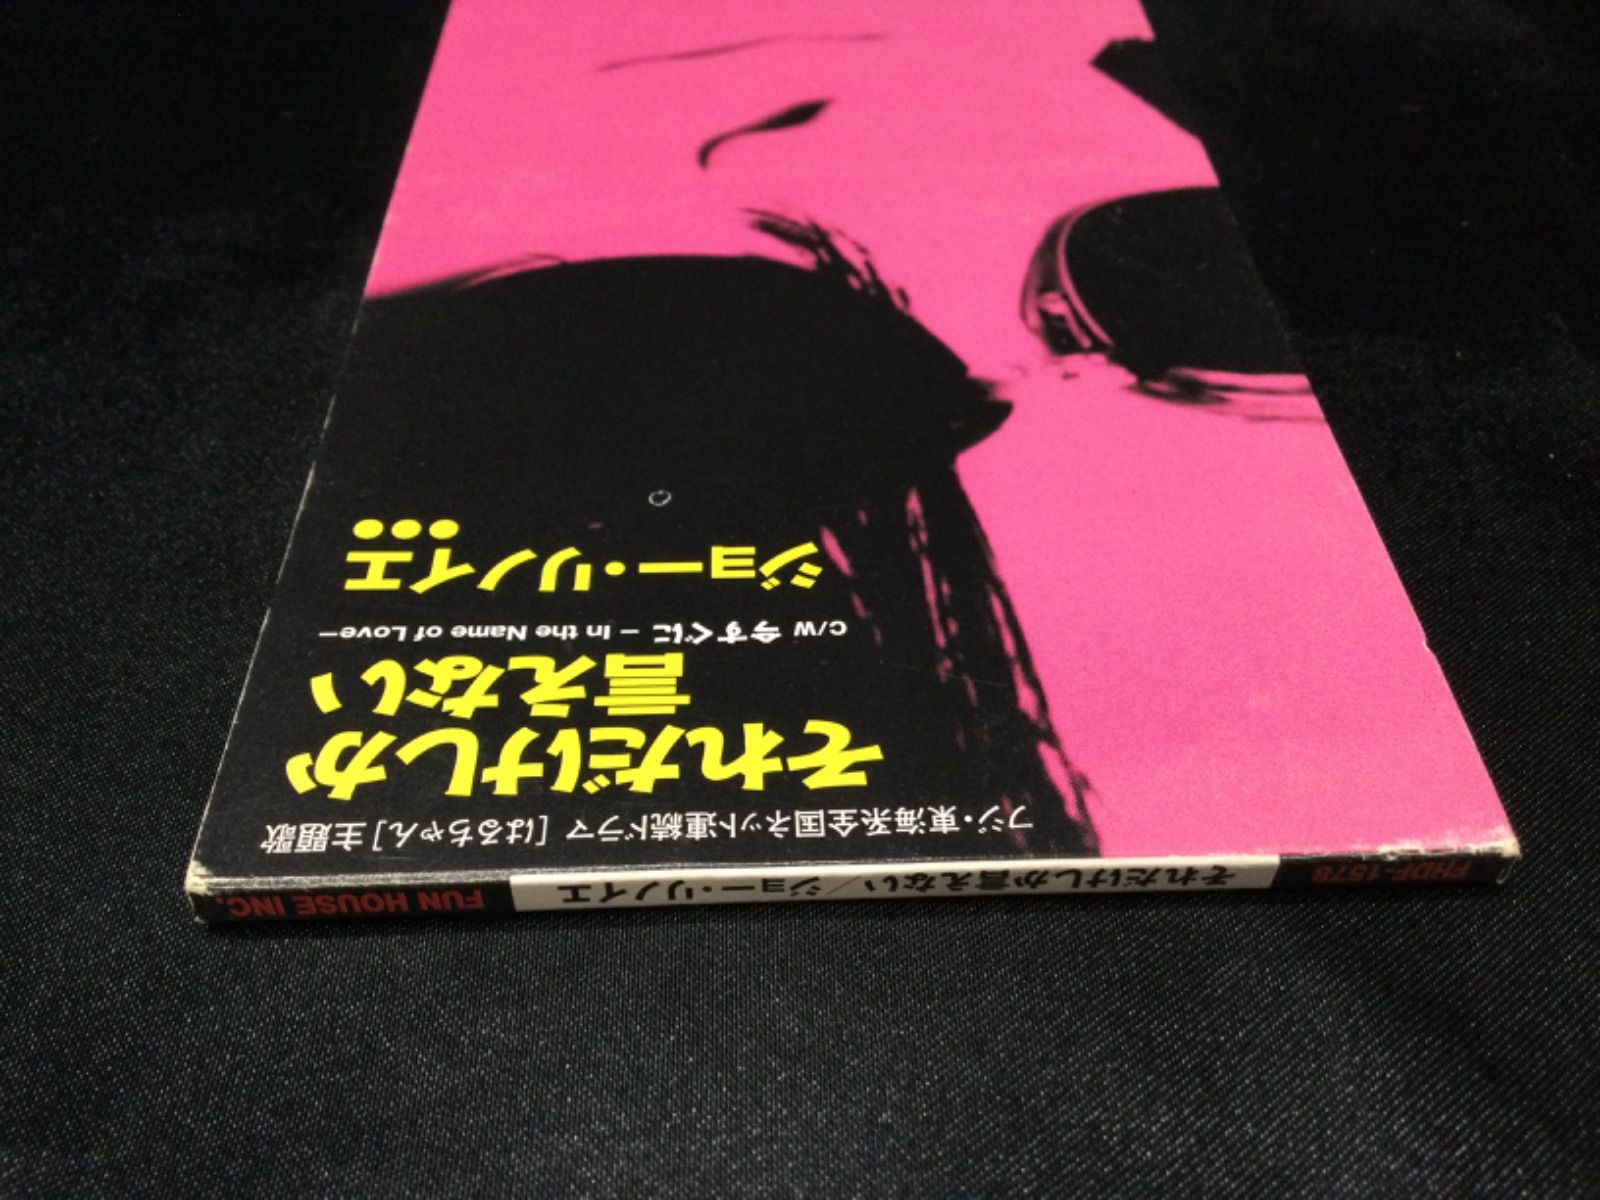 フジ・東海系全国ネット連続ドラマ [はるちゃん] 主題歌
それだけしか
言えない
C/W 今すぐに – In the Name of Love–
ジョー・リノイエ
FHDF-1578
それだけしか言えない／ジョー・リノイエ
FUN HOUSE INC.